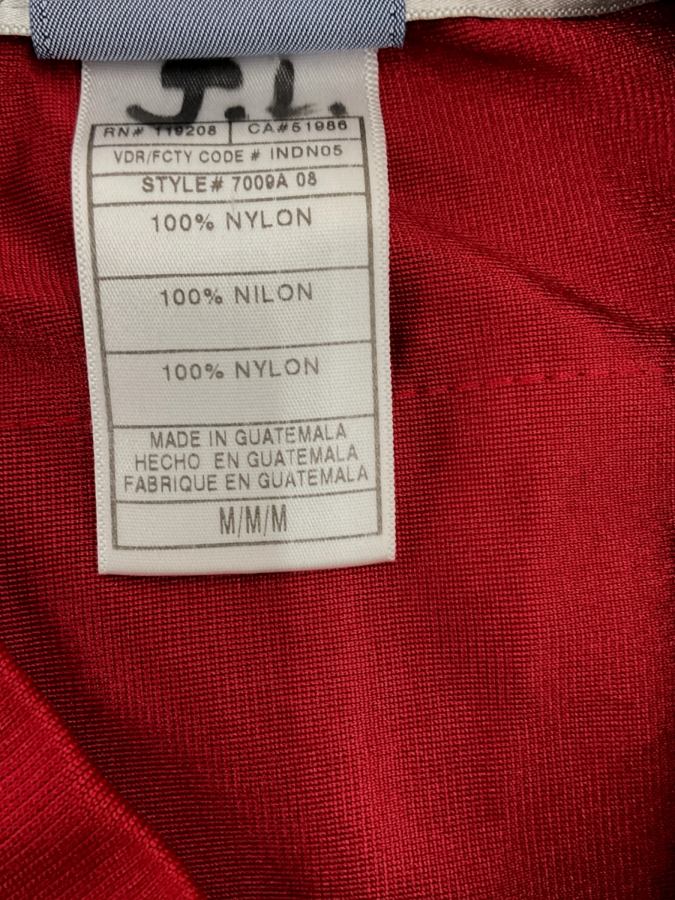 J.L.
RN# 119208 CA#51986
VDR/FCTY CODE # INDN05
STYLE# 7009A 08
100% NYLON
100% NILON
100% NYLON
MADE IN GUATEMALA
HECHO EN GUATEMALA
FABRIQUE EN GUATEMALA
M/M/M